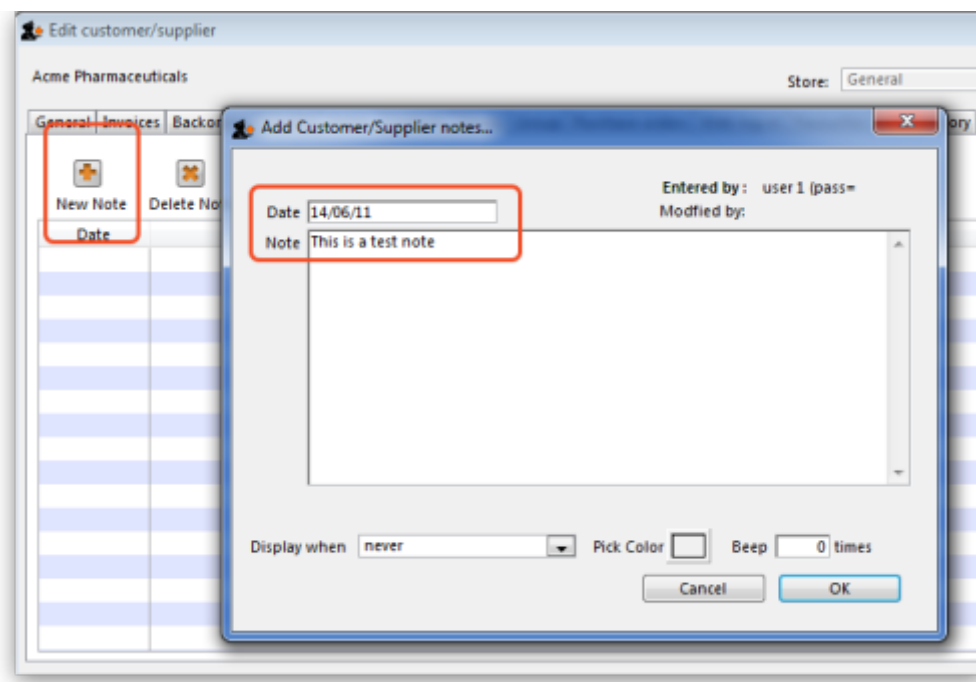 Edit customer/supplier
Acme Pharmaceuticals
Store: General
General Invoices Backor
ory
New Note Delete No
Date
Add Customer/Supplier notes...
Entered by: user 1 (pass=
Modfied by:
Date 14/06/11
Note This is a test note
Display when never Pick Color Beep 0 times
Cancel OK